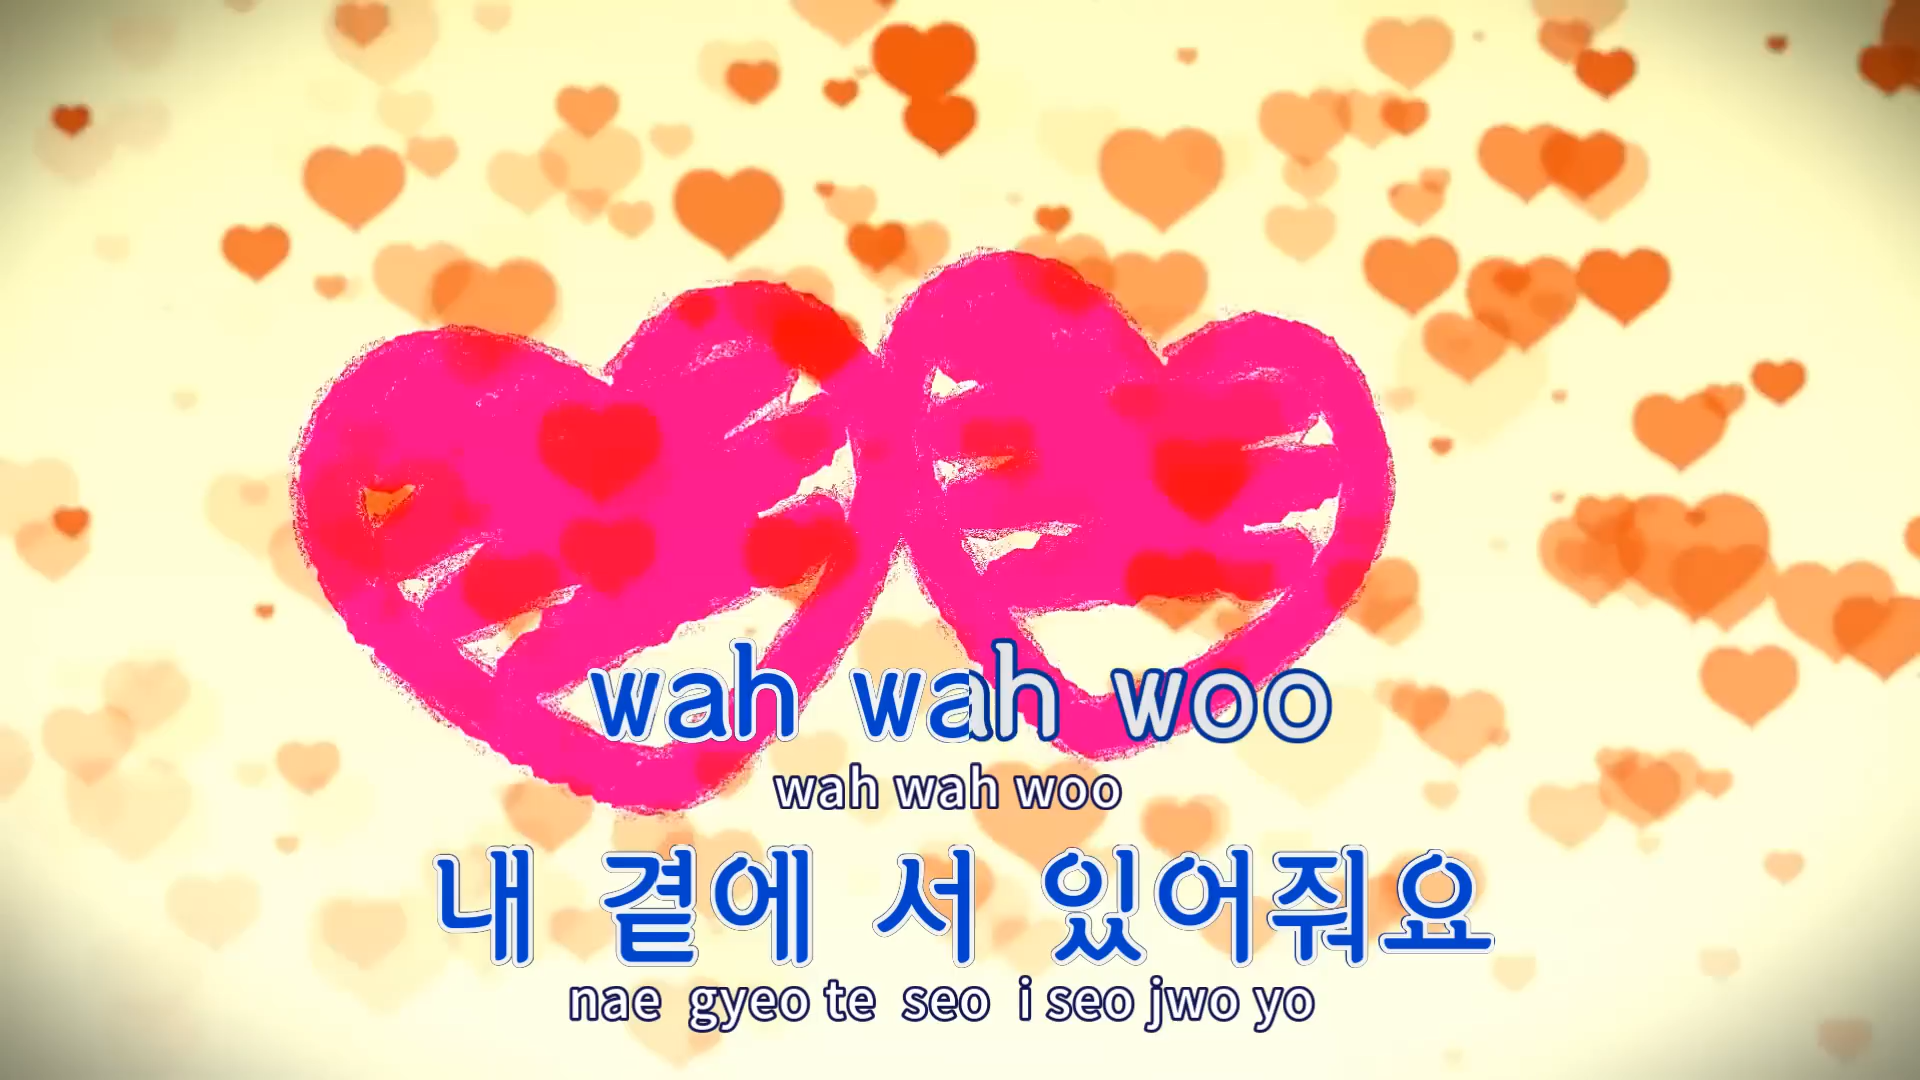 wah wah woo
wah wah woo
내 곁에 서 있어줘요
nae gyeo te seo i seo jwo yo